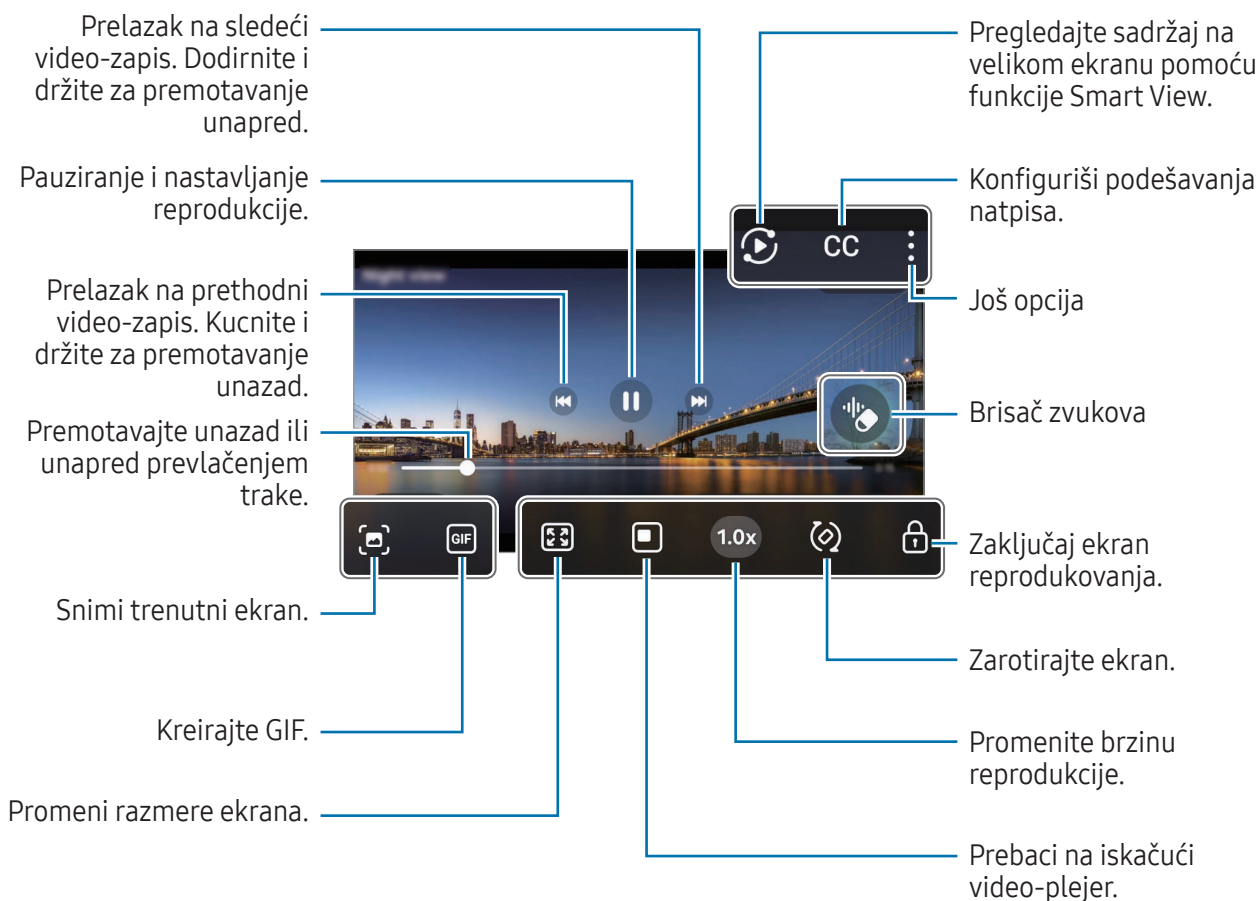 Prelazak na sledeći
video-zapis. Dodirnite i
držite za premotavanje
unapred.
Pauziranje i nastavljanje
reprodukcije.
Prelazak na prethodni
video-zapis. Kucnite i
držite za premotavanje
unazad.
Premotavajte unazad ili
unapred prevlačenjem
trake.
Snimi trenutni ekran.
Kreirajte GIF.
Promeni razmere ekrana.
Night view
CC
GIF
1.0x
Pregledajte sadržaj na
velikom ekranu pomoću
funkcije Smart View.
Konfiguriši podešavanja
natpisa.
Još opcija
Brisač zvukova
Zaključaj ekran
reprodukovanja.
Zarotirajte ekran.
Promenite brzinu
reprodukcije.
Prebaci na iskačući
video-plejer.